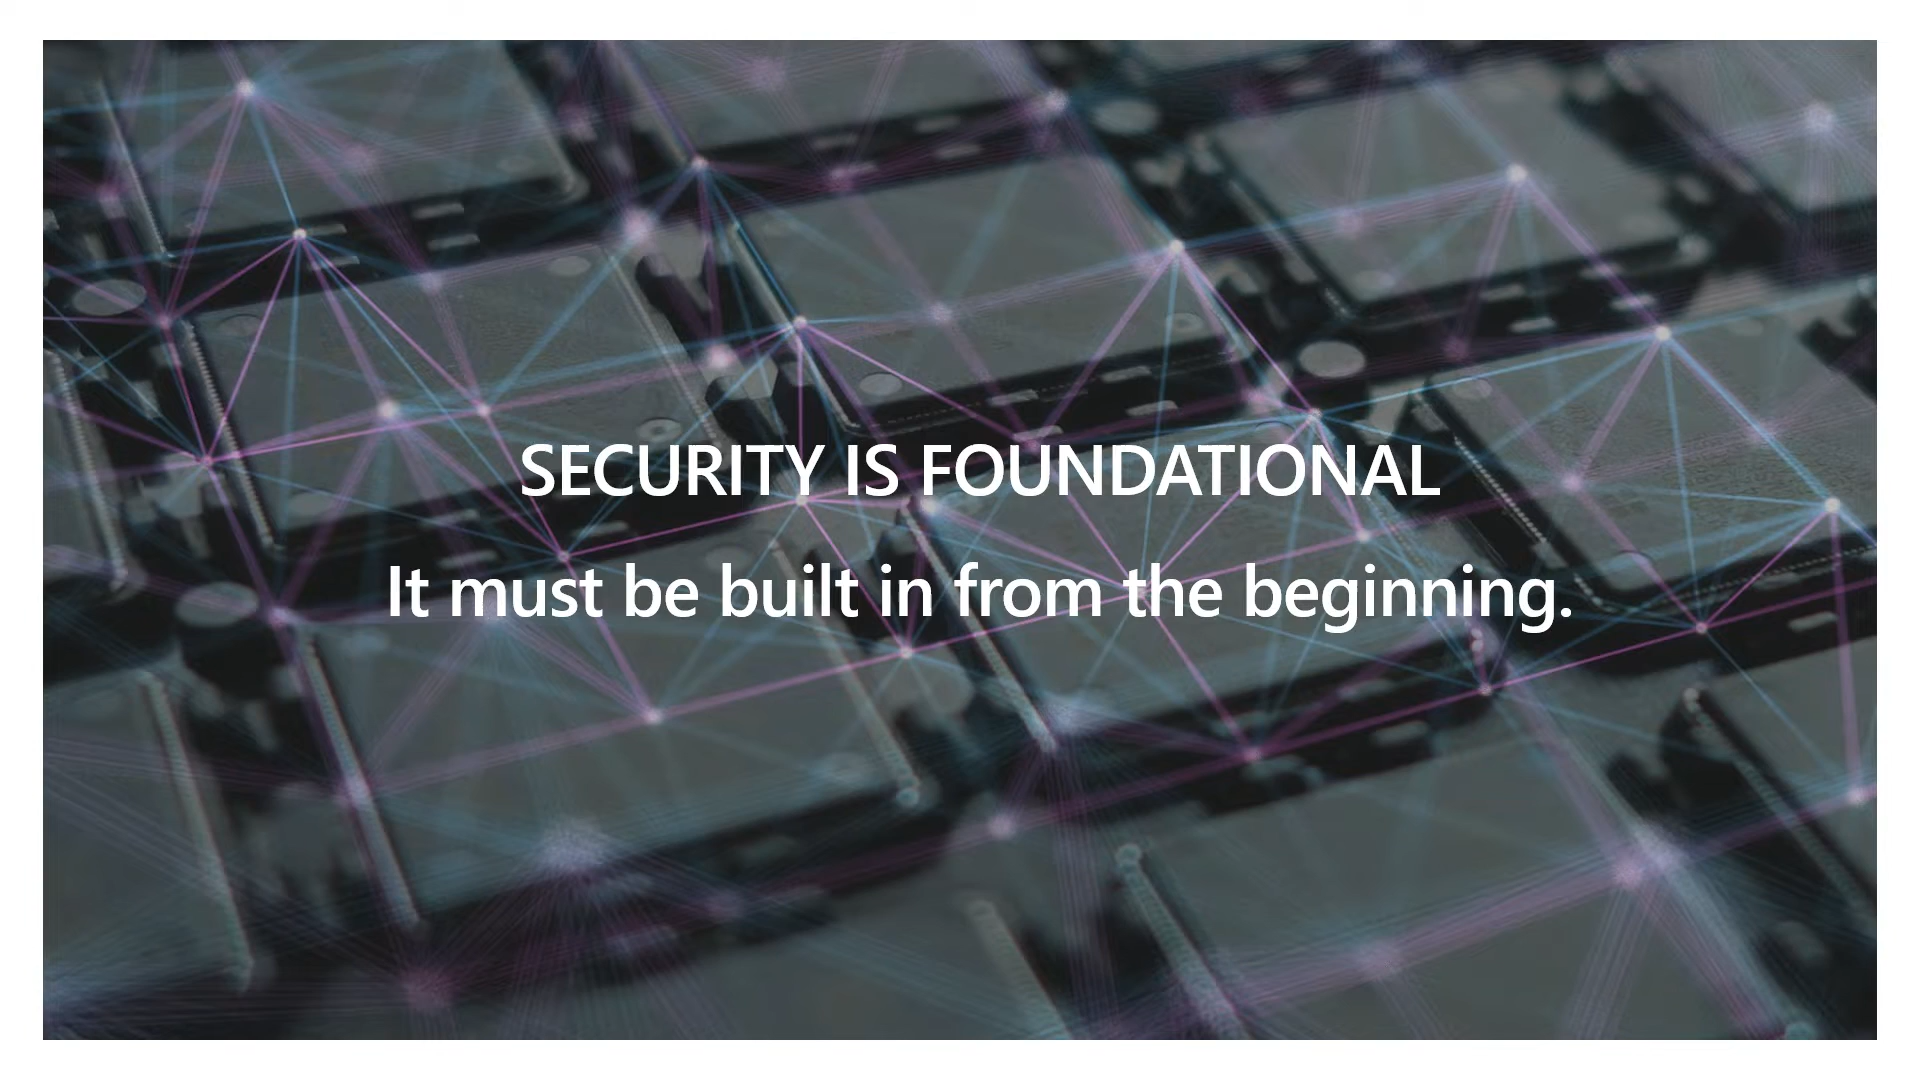 SECURITY IS FOUNDATIONAL
It must be built in from the beginning.